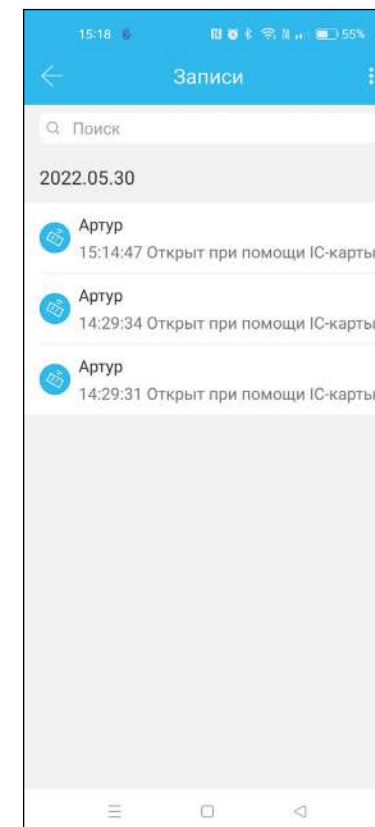 15:18
55%
Записи
Поиск
2022.05.30
Артур
15:14:47 Открыт при помощи IC-карты
Артур
14:29:34 Открыт при помощи IC-карты
Артур
14:29:31 Открыт при помощи IC-карты